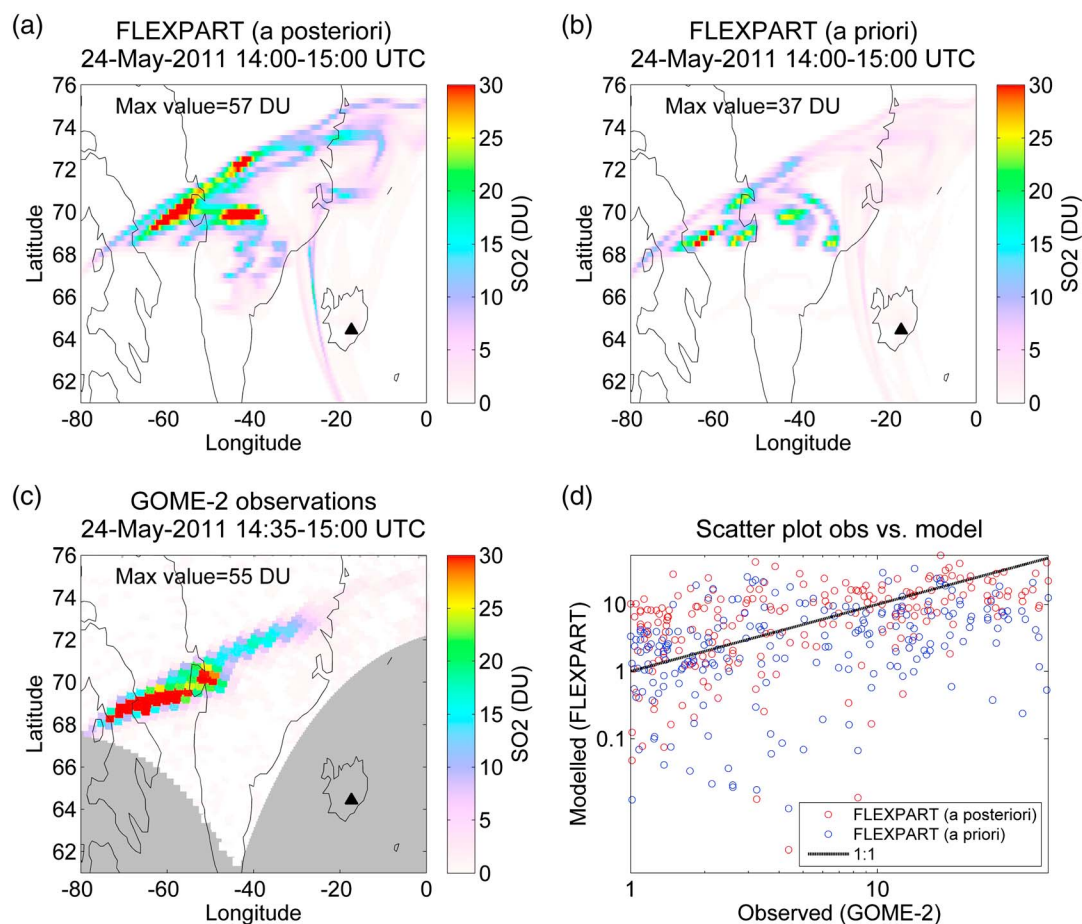 (a)
FLEXPART (a posteriori)
24-May-2011 14:00-15:00 UTC
Max value=57 DU
76
74
72
70
68
66
64
62
Latitude
-80
-60
-40
-20
0
Longitude
30
25
20
15
10
5
0
SO2 (DU)
(b)
FLEXPART (a priori)
24-May-2011 14:00-15:00 UTC
Max value=37 DU
76
74
72
70
68
66
64
62
Latitude
-80
-60
-40
-20
0
Longitude
30
25
20
15
10
5
0
SO2 (DU)
(c)
GOME-2 observations
24-May-2011 14:35-15:00 UTC
Max value=55 DU
76
74
72
70
68
66
64
62
Latitude
-80
-60
-40
-20
0
Longitude
30
25
20
15
10
5
0
SO2 (DU)
(d)
Scatter plot obs vs. model
10
1
0.1
Modelled (FLEXPART)
FLEXPART (a posteriori)
FLEXPART (a priori)
1:1
1
10
Observed (GOME-2)